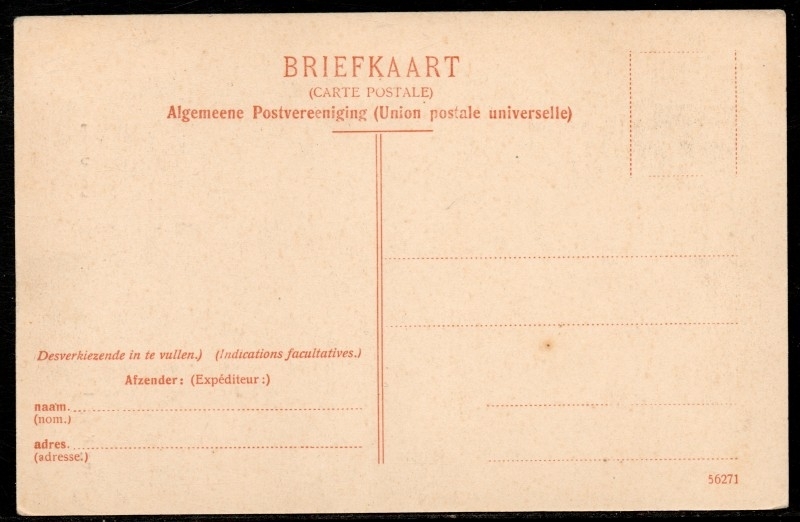 BRIEFKAART
(CARTE POSTALE)
Algemeene Postvereeniging (Union postale universelle)
Desverkiezende in te vullen.) (Indications facultatives.)
Afzender: (Expéditeur:)
naam.
(nom.)
adres.
(adresse.)
56271